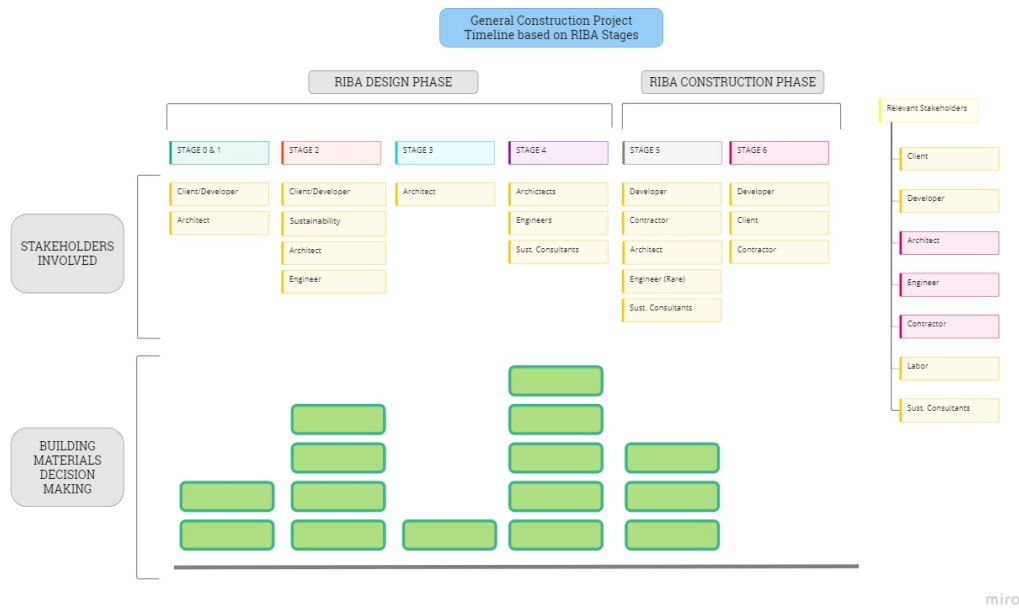 General Construction Project
Timeline based on RIBA Stages
RIBA DESIGN PHASE
RIBA CONSTRUCTION PHASE
Relevant Stakeholders
STAGE 0 & 1
STAGE 2
STAGE 3
STAGE 4
STAGE 5
STAGE 6
STAKEHOLDERS
INVOLVED
Client/Developer
Architect
Client/Developer
Sustainability
Architect
Engineer
Architect
Archictects
Engineers
Sust. Consultants
Developer
Contractor
Architect
Engineer (Rare)
Sust. Consultants
Developer
Client
Contractor
Client
Developer
Architect
Engineer
Contractor
Labor
Sust. Consultants
BUILDING
MATERIALS
DECISION
MAKING
miro